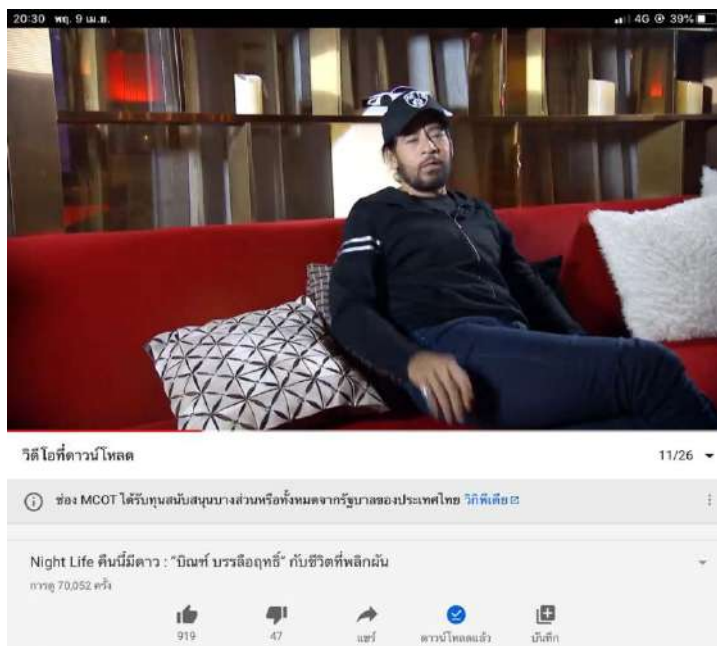 20:30 พฤ. 9 เม.ย. 4G 39%
วิดีโอที่ดาวน์โหลด 11/26
ช่อง MCOT ได้รับทุนสนับสนุนบางส่วนหรือทั้งหมดจากรัฐบาลของประเทศไทย วิกิพีเดีย
Night Life คืนนี้มีดาว : "บิณฑ์ บรรลือฤทธิ์" กับชีวิตที่พลิกผัน
การดู 70,052 ครั้ง
919 47 แชร์ ดาวน์โหลดแล้ว บันทึก